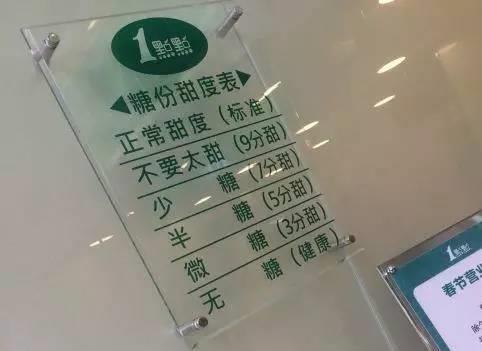 1點點
◀糖份甜度表▶
正常甜度（标准）
不要太甜（9分甜）
少 糖（7分甜）
半 糖（5分甜）
微 糖（3分甜）
无 糖（健康）
1點點
春节营业